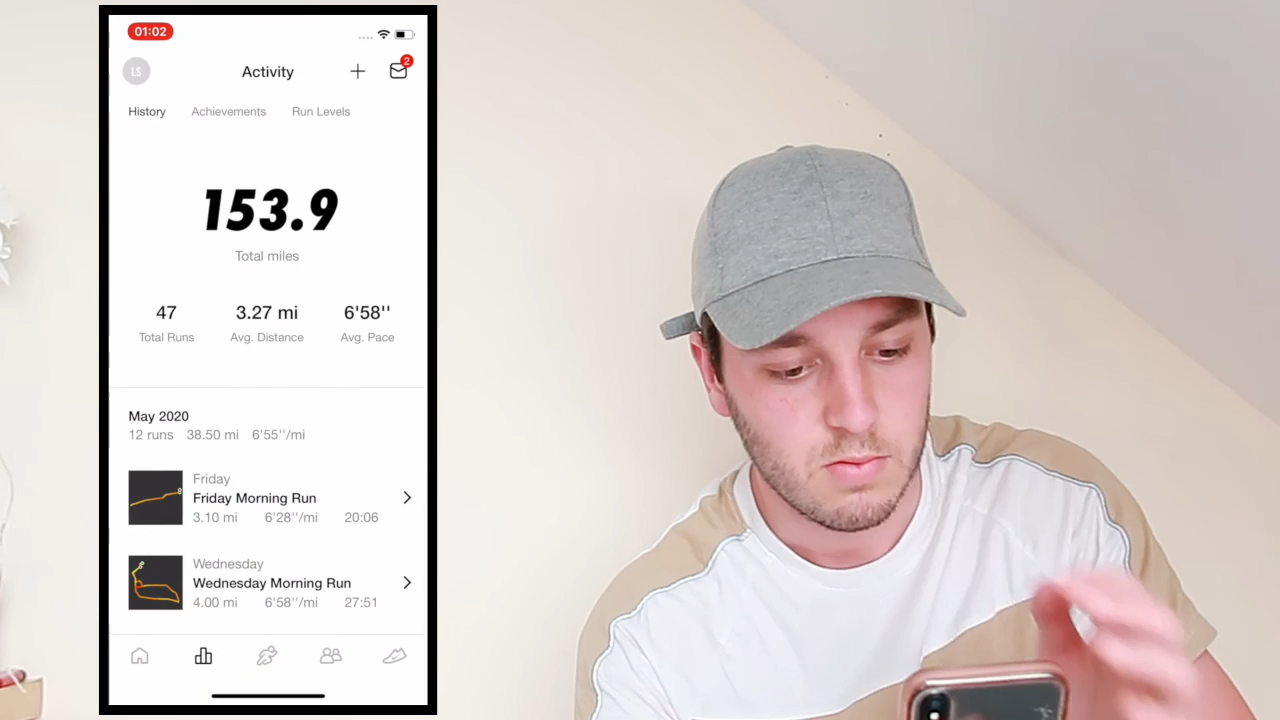 01:02
LS
Activity
2
History Achievements Run Levels
153.9
Total miles
47 3.27 mi 6'58''
Total Runs Avg. Distance Avg. Pace
May 2020
12 runs 38.50 mi 6'55''/mi
Friday
Friday Morning Run
3.10 mi 6'28''/mi 20:06
Wednesday
Wednesday Morning Run
4.00 mi 6'58''/mi 27:51